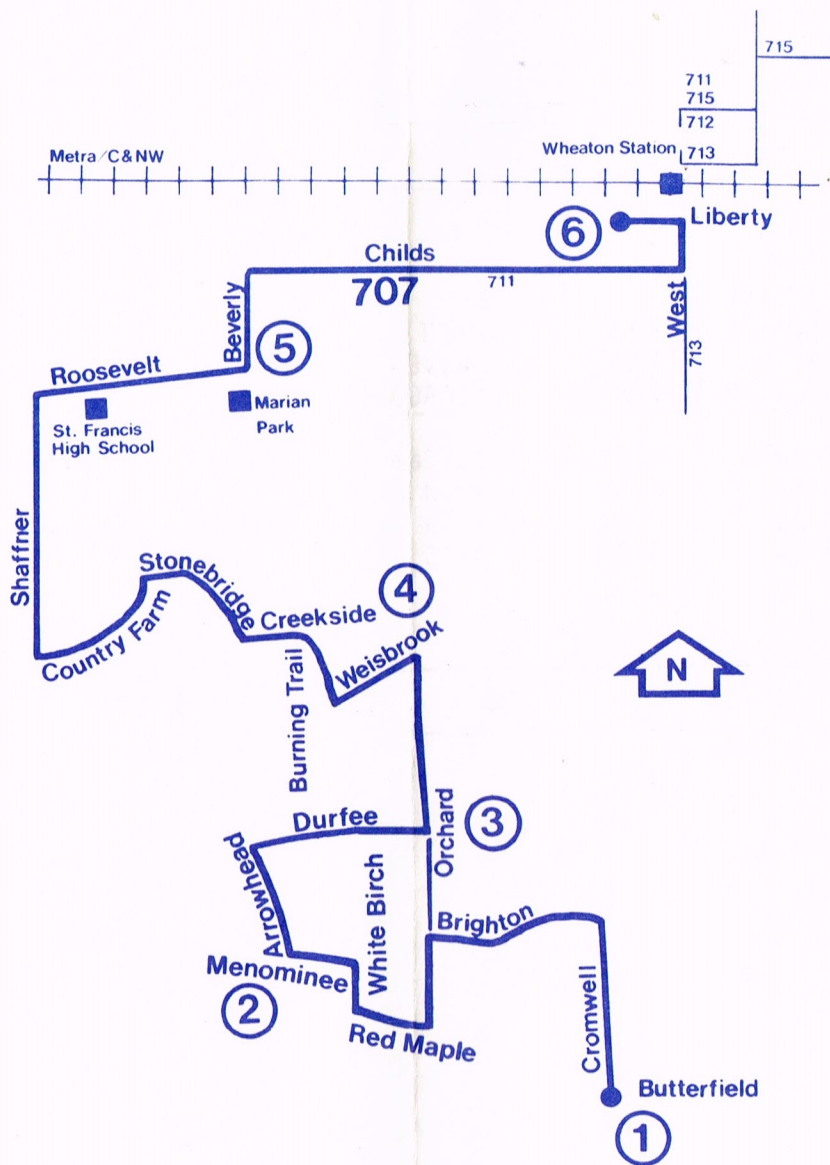 715
711
715
712
Metra/C&NW
Wheaton Station
713
6
Liberty
Childs
707
711
Beverly
West
713
5
Roosevelt
Marian
Park
St. Francis
High School
Shaffner
Stonebridge
4
Creekside
Country Farm
Weisbrook
Burning Trail
N
Durfee
Orchard
3
Arrowhead
White Birch
Brighton
Menominee
2
Red Maple
Cromwell
Butterfield
1